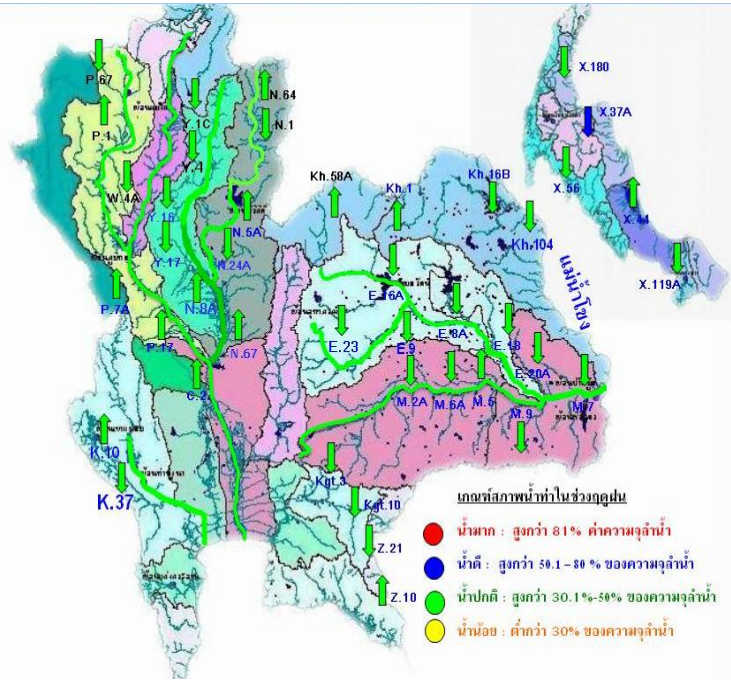 X.180
P.67
N.64
X.37A
P.1
Y.1C
N.1
Y.4
Kh.58A
Kh.1
Kh.16B
W.4A
X.56
Y.16
X.44
N.5A
Kh.104
Y.17
N.24A
แม่น้ำโขง
X.119A
P.7A
N.8A
E.16A
P.17
N.67
E.23
E.9
E.8A
E.18
E.20A
C.2
M.2A
M.6A
M.5
M.9
M.7
K.10
Kgt.3
K.37
Kgt.10
Z.21
Z.10
เกณฑ์สภาพน้ำท่าในช่วงฤดูฝน
น้ำมาก : สูงกว่า 81% ค่าความจุลำน้ำ
น้ำดี : สูงกว่า 50.1 – 80 % ของความจุลำน้ำ
น้ำปกติ : สูงกว่า 30.1%-50% ของความจุลำน้ำ
น้ำน้อย : ต่ำกว่า 30% ของความจุลำน้ำ